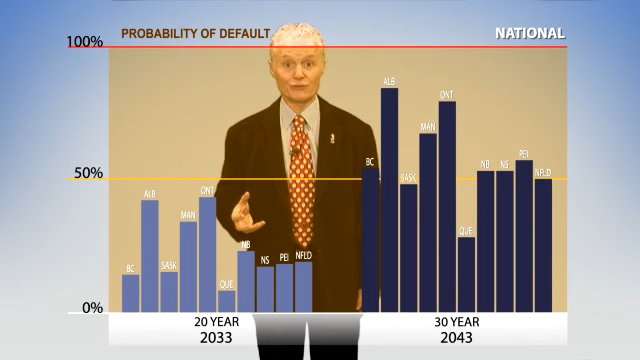 PROBABILITY OF DEFAULT
NATIONAL
100%
50%
0%
BC ALB SASK MAN ONT QUE NB NS PEI NFLD
BC ALB SASK MAN ONT QUE NB NS PEI NFLD
20 YEAR
2033
30 YEAR
2043